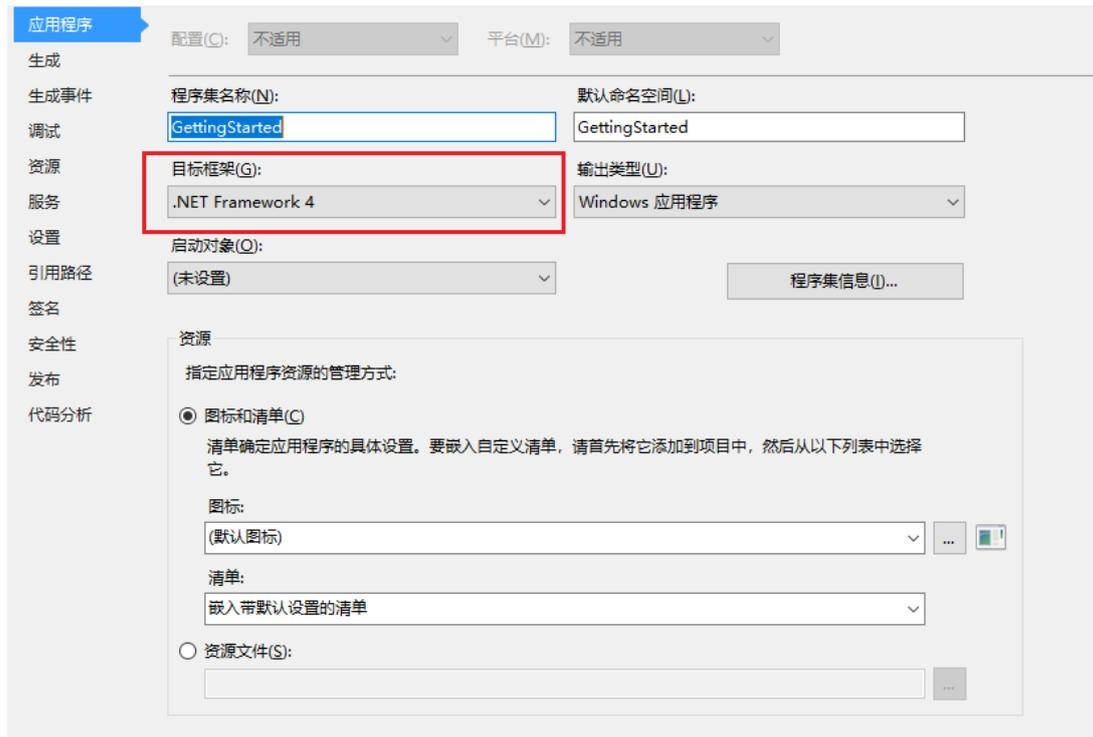 应用程序
生成
生成事件
调试
资源
服务
设置
引用路径
签名
安全性
发布
代码分析
配置(C): 不适用 平台(M): 不适用
程序集名称(N): 默认命名空间(L):
GettingStarted GettingStarted
目标框架(G): 输出类型(U):
.NET Framework 4 Windows 应用程序
启动对象(O):
(未设置) 程序集信息(I)...
资源
指定应用程序资源的管理方式:
图标和清单(C)
清单确定应用程序的具体设置。要嵌入自定义清单，请首先将它添加到项目中，然后从以下列表中选择
它。
图标:
(默认图标) ...
清单:
嵌入带默认设置的清单
资源文件(S):
...